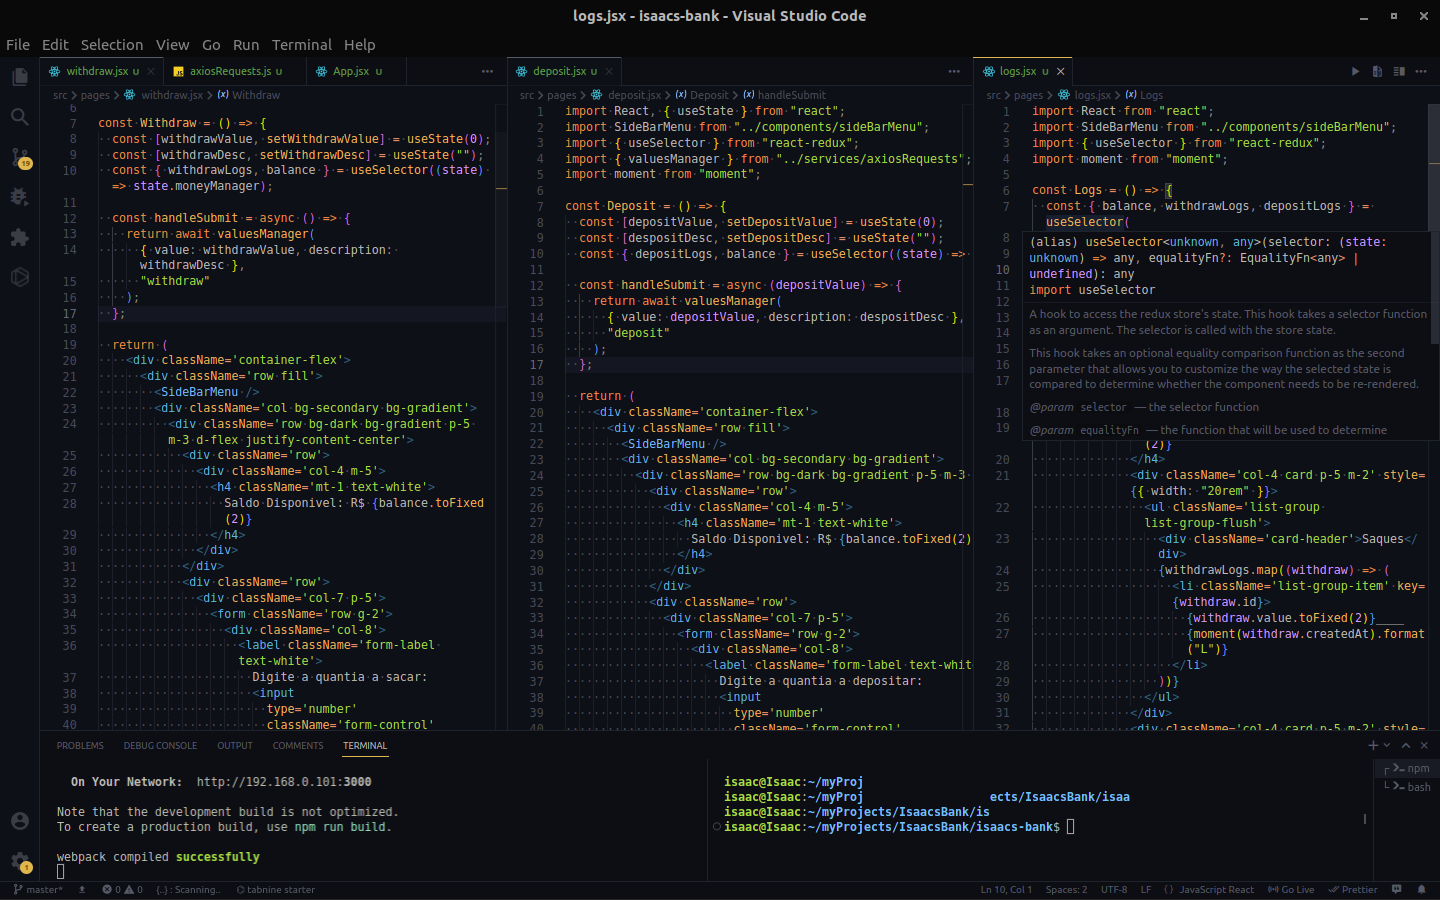 logs.jsx - isaacs-bank - Visual Studio Code
File Edit Selection View Go Run Terminal Help
withdraw.jsx U
axiosRequests.js U
App.jsx U
src > pages > withdraw.jsx > Withdraw
6
7 const Withdraw = () => {
8 const [withdrawValue, setWithdrawValue] = useState(0);
9 const [withdrawDesc, setWithdrawDesc] = useState("");
10 const { withdrawLogs, balance } = useSelector((state)
=> state.moneyManager);
11
12 const handleSubmit = async () => {
13 return await valuesManager(
14 { value: withdrawValue, description:
withdrawDesc },
15 "withdraw"
16 );
17 };
18
19 return (
20 <div className='container-flex'>
21 <div className='row fill'>
22 <SideBarMenu />
23 <div className='col bg-secondary bg-gradient'>
24 <div className='row bg-dark bg-gradient p-5
m-3 d-flex justify-content-center'>
25 <div className='row'>
26 <div className='col-4 m-5'>
27 <h4 className='mt-1 text-white'>
28 Saldo Disponivel: R$ {balance.toFixed
(2)}
29 </h4>
30 </div>
31 </div>
32 <div className='row'>
33 <div className='col-7 p-5'>
34 <form className='row g-2'>
35 <div className='col-8'>
36 <label className='form-label
text-white'>
37 Digite a quantia a sacar:
38 <input
39 type='number'
40 className='form-control'
deposit.jsx U
src > pages > deposit.jsx > Deposit > handleSubmit
1 import React, { useState } from "react";
2 import SideBarMenu from "../components/sideBarMenu";
3 import { useSelector } from "react-redux";
4 import { valuesManager } from "../services/axiosRequests";
5 import moment from "moment";
6
7 const Deposit = () => {
8 const [depositValue, setDepositValue] = useState(0);
9 const [despositDesc, setDepositDesc] = useState("");
10 const { depositLogs, balance } = useSelector((state) =>
11
12 const handleSubmit = async (depositValue) => {
13 return await valuesManager(
14 { value: depositValue, description: despositDesc },
15 "deposit"
16 );
17 };
18
19 return (
20 <div className='container-flex'>
21 <div className='row fill'>
22 <SideBarMenu />
23 <div className='col bg-secondary bg-gradient'>
24 <div className='row bg-dark bg-gradient p-5 m-3
25 <div className='row'>
26 <div className='col-4 m-5'>
27 <h4 className='mt-1 text-white'>
28 Saldo Disponivel: R$ {balance.toFixed(2)
29 </h4>
30 </div>
31 </div>
32 <div className='row'>
33 <div className='col-7 p-5'>
34 <form className='row g-2'>
35 <div className='col-8'>
36 <label className='form-label text-whit
37 Digite a quantia a depositar:
38 <input
39 type='number'
40 className='form-control'
logs.jsx U
src > pages > logs.jsx > Logs
1 import React from "react";
2 import SideBarMenu from "../components/sideBarMenu";
3 import { useSelector } from "react-redux";
4 import moment from "moment";
5
6 const Logs = () => {
7 const { balance, withdrawLogs, depositLogs } =
useSelector(
8
9
10
11
12
13
14
15
16
17
18
19
(alias) useSelector<unknown, any>(selector: (state:
unknown) => any, equalityFn?: EqualityFn<any> |
undefined): any
import useSelector
A hook to access the redux store's state. This hook takes a selector function
as an argument. The selector is called with the store state.
This hook takes an optional equality comparison function as the second
parameter that allows you to customize the way the selected state is
compared to determine whether the component needs to be re-rendered.
@param selector — the selector function
@param equalityFn — the function that will be used to determine
(2)}
20 </h4>
21 <div className='col-4 card p-5 m-2' style=
{{ width: "20rem" }}>
22 <ul className='list-group
list-group-flush'>
23 <div className='card-header'>Saques</
div>
24 {withdrawLogs.map((withdraw) => (
25 <li className='list-group-item' key=
{withdraw.id}>
26 {withdraw.value.toFixed(2)}____
27 {moment(withdraw.createdAt).format
("L")}
28 </li>
29 ))}
30 </ul>
31 </div>
32 <div className='col-4 card p-5 m-2' style=
PROBLEMS DEBUG CONSOLE OUTPUT COMMENTS TERMINAL
On Your Network: http://192.168.0.101:3000
Note that the development build is not optimized.
To create a production build, use npm run build.
webpack compiled successfully
isaac@Isaac:~/myProj
isaac@Isaac:~/myProj ects/IsaacsBank/isaa
isaac@Isaac:~/myProjects/IsaacsBank/is
isaac@Isaac:~/myProjects/IsaacsBank/isaacs-bank$
npm
bash
19
1
master* 0 0 {..} : Scanning.. tabnine starter Ln 10, Col 1 Spaces: 2 UTF-8 LF {} JavaScript React Go Live Prettier